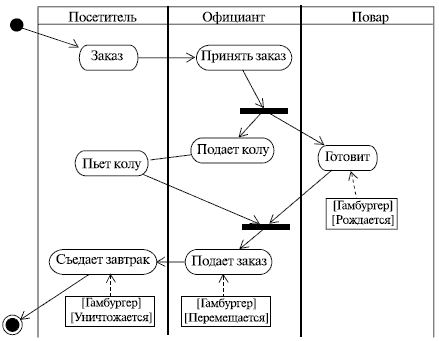 Посетитель Официант Повар
Заказ Принять заказ
Подает колу
Пьет колу Готовит
[Гамбургер]
[Рождается]
Съедает завтрак Подает заказ
[Гамбургер] [Гамбургер]
[Уничтожается] [Перемещается]